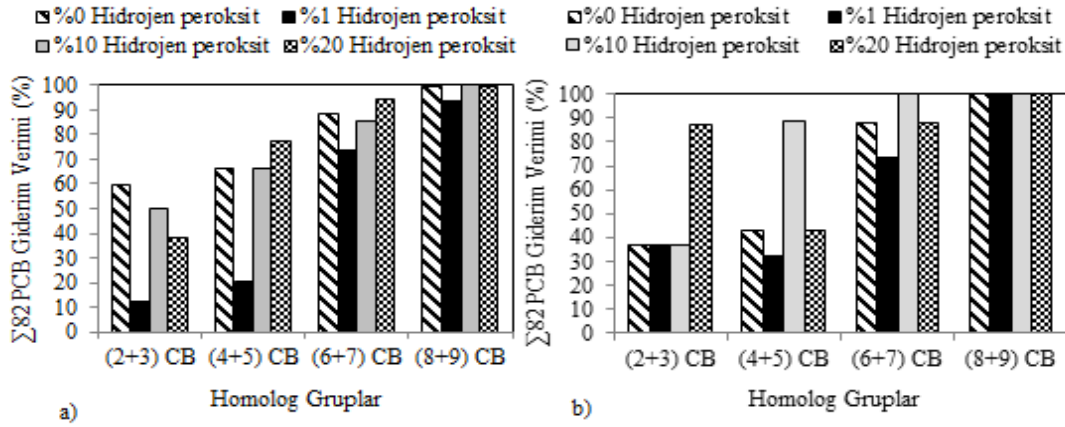 %0 Hidrojen peroksit %1 Hidrojen peroksit
%10 Hidrojen peroksit %20 Hidrojen peroksit
∑82 PCB Giderim Verimi (%)
100
90
80
70
60
50
40
30
20
10
0
(2+3) CB (4+5) CB (6+7) CB (8+9) CB
Homolog Gruplar
a)
%0 Hidrojen peroksit %1 Hidrojen peroksit
%10 Hidrojen peroksit %20 Hidrojen peroksit
∑82 PCB Giderim Verimi (%)
100
90
80
70
60
50
40
30
20
10
0
(2+3) CB (4+5) CB (6+7) CB (8+9) CB
Homolog Gruplar
b)